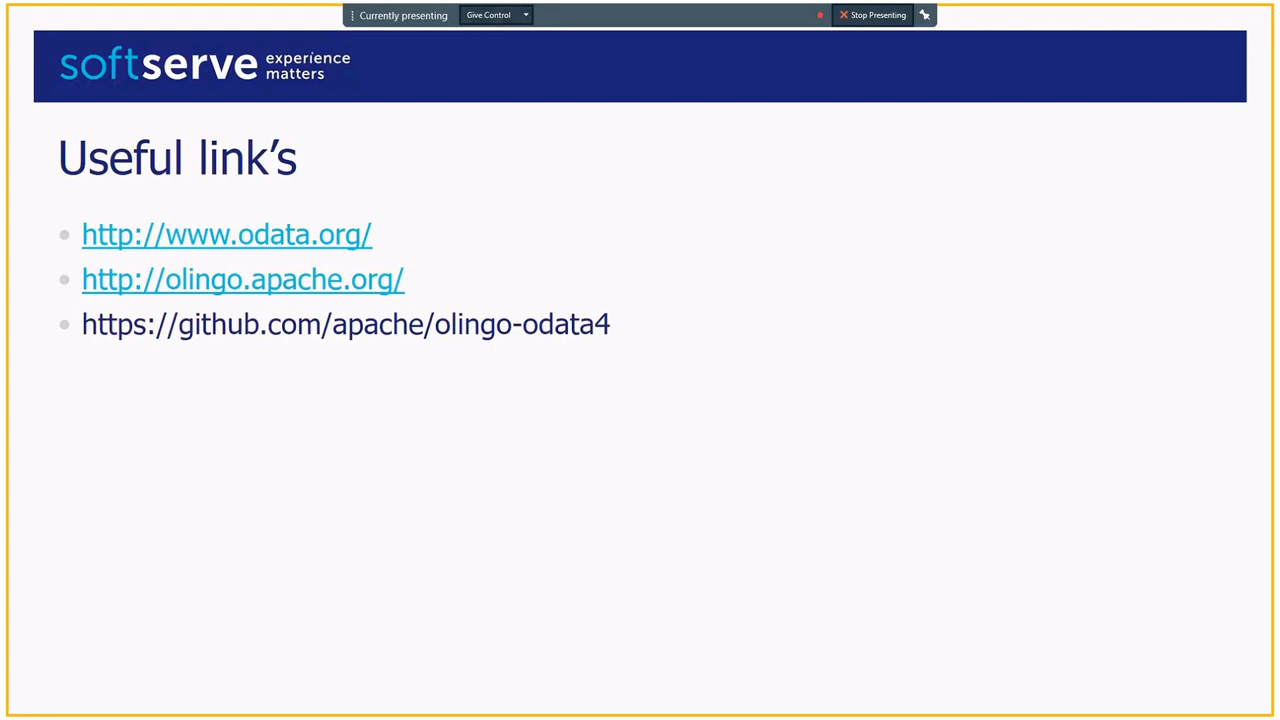 Currently presenting Give Control Stop Presenting
softserve experience
matters
Useful link’s
http://www.odata.org/
http://olingo.apache.org/
https://github.com/apache/olingo-odata4